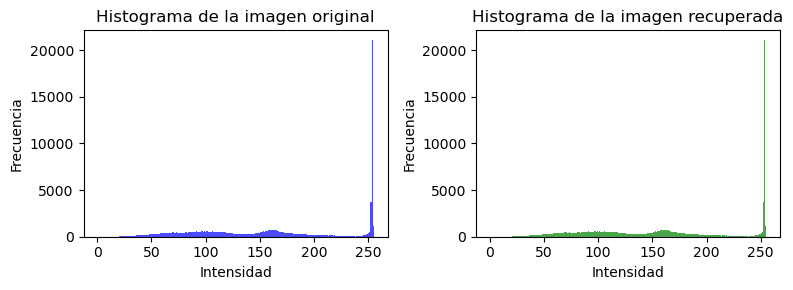 Histograma de la imagen original
20000
15000
10000
5000
0
Frecuencia
0 50 100 150 200 250
Intensidad
Histograma de la imagen recuperada
20000
15000
10000
5000
0
Frecuencia
0 50 100 150 200 250
Intensidad